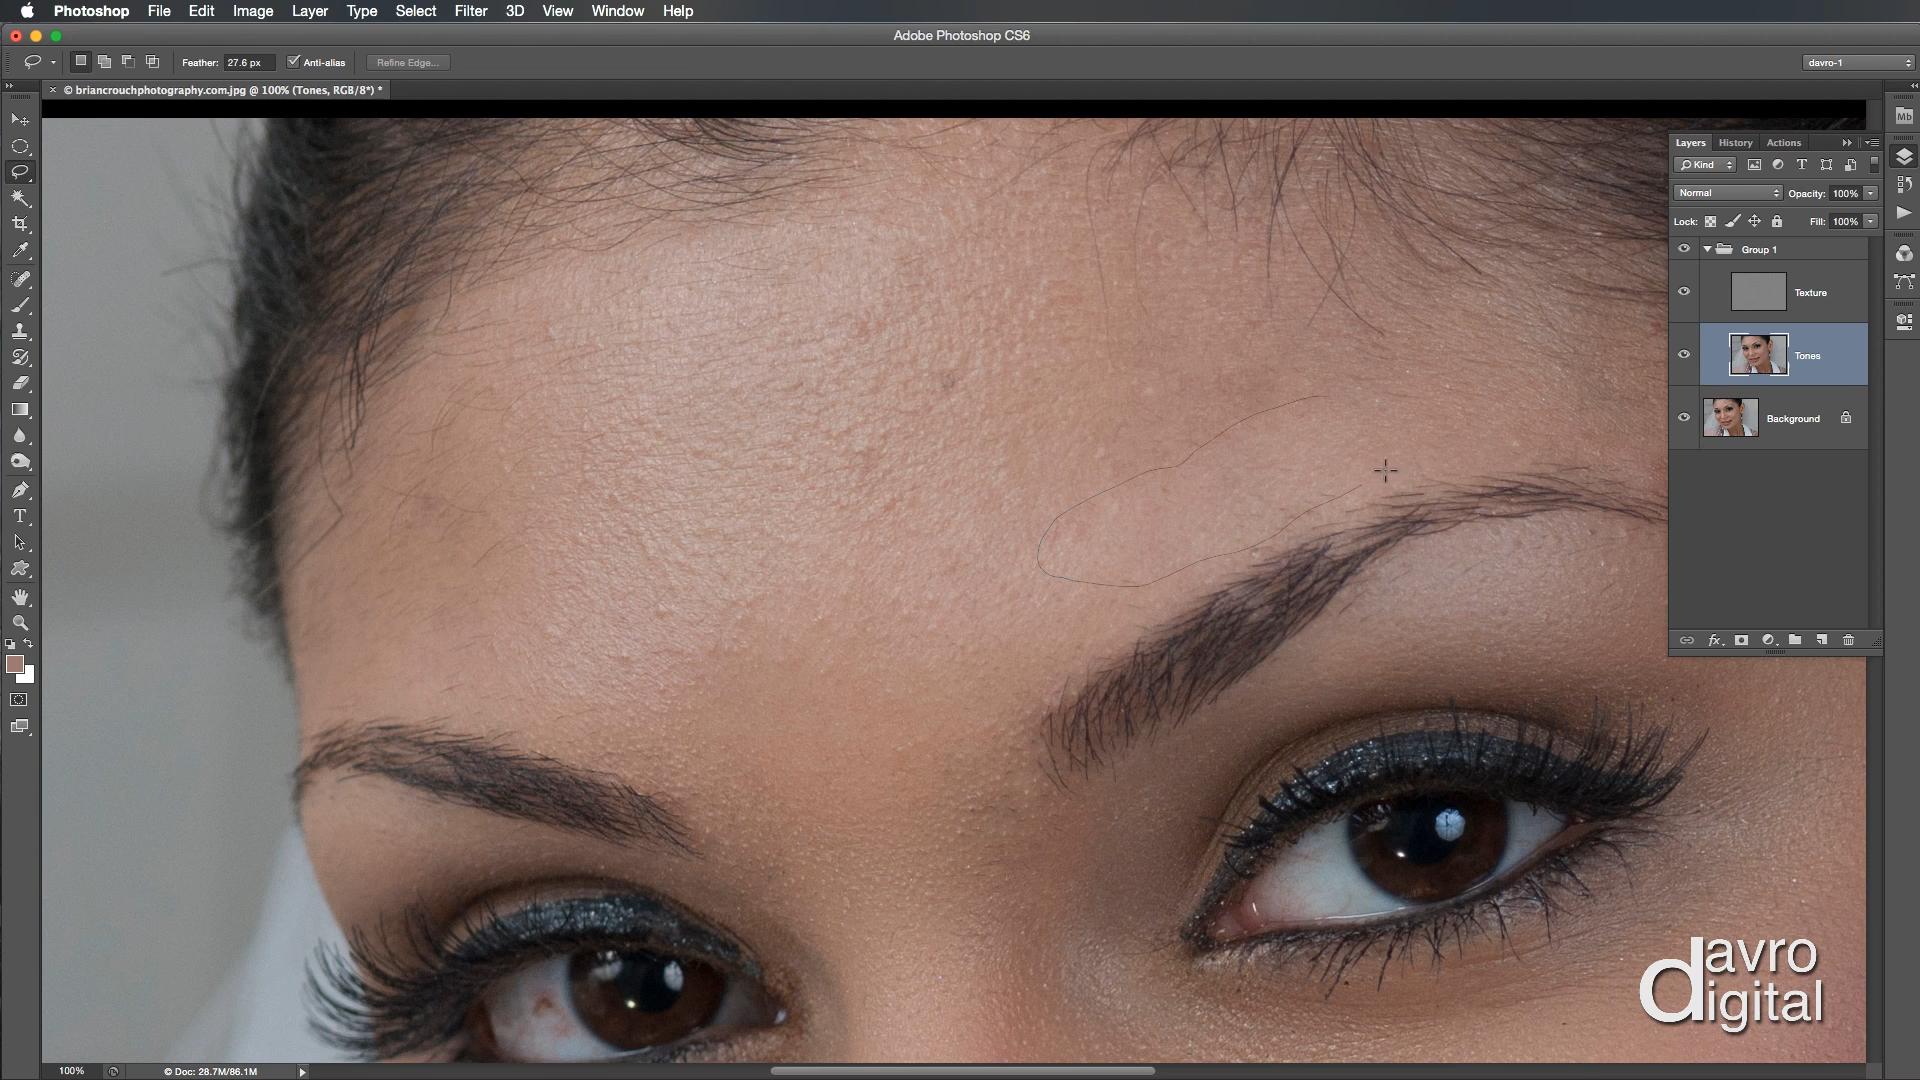 Photoshop File Edit Image Layer Type Select Filter 3D View Window Help
Adobe Photoshop CS6
Feather: 27.6 px Anti-alias Refine Edge... davro-1
© briancrouchphotography.com.jpg @ 100% (Tones, RGB/8*) *
Mb
Layers History Actions
Kind
Normal Opacity: 100%
Lock: Fill: 100%
Group 1
Texture
Tones
Background
fx
davro
digital
100% © Doc: 28.7M/86.1M